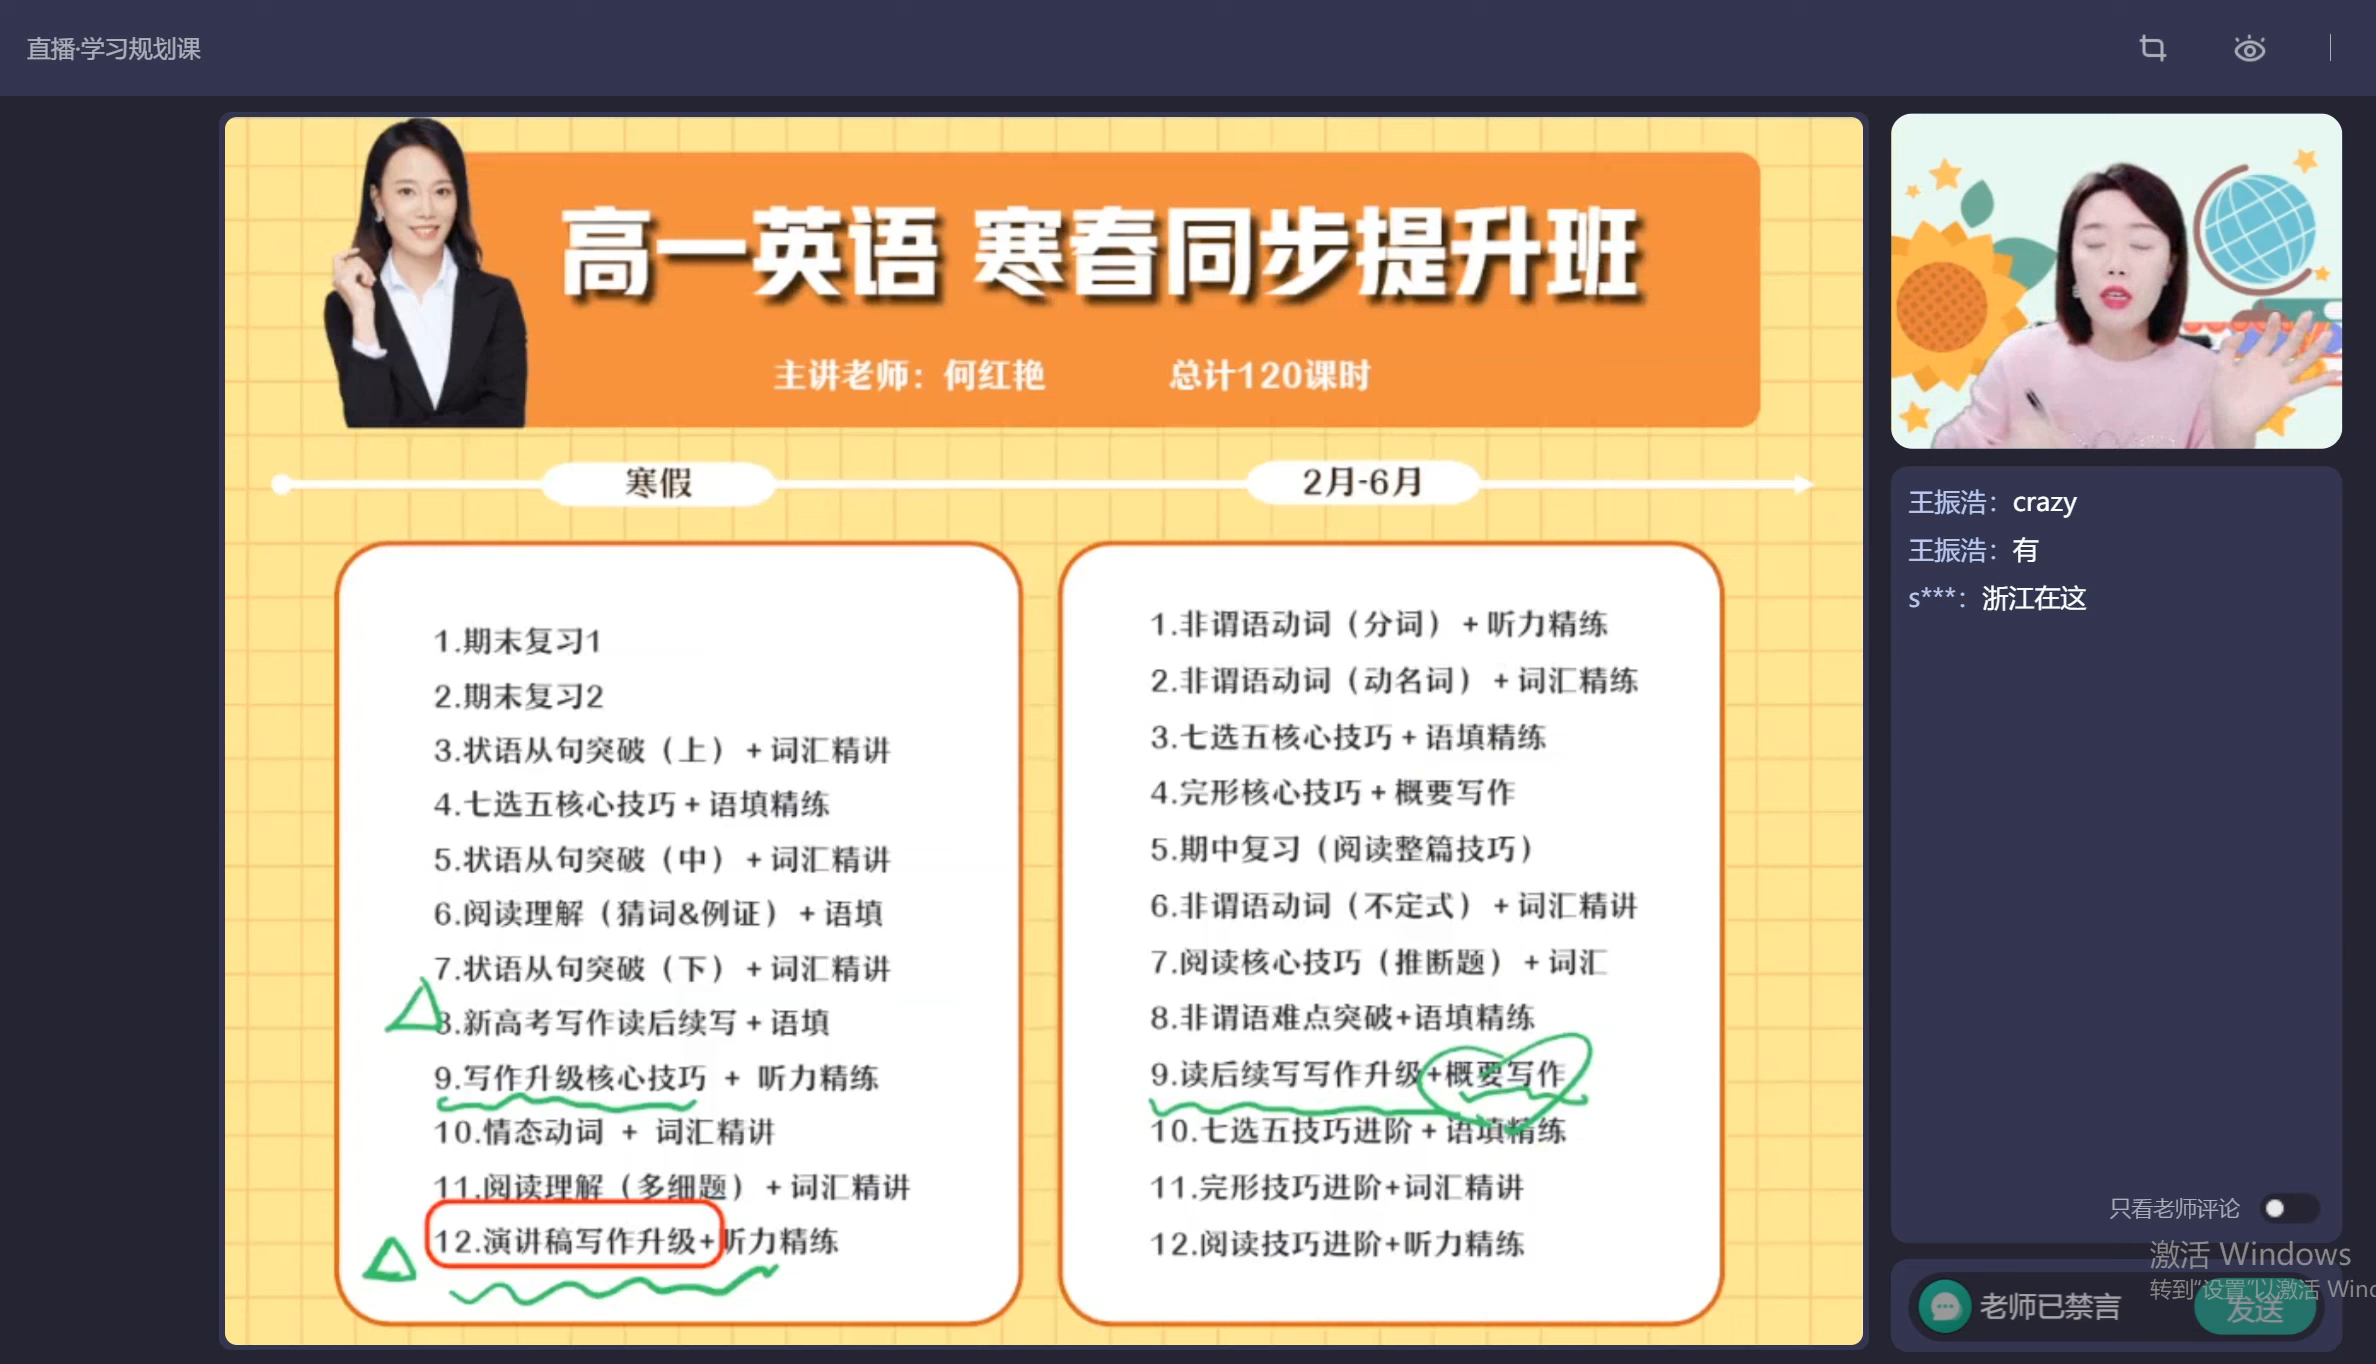 直播·学习规划课
高一英语 寒春同步提升班
主讲老师：何红艳 总计120课时
寒假
2月-6月
1.期末复习1
2.期末复习2
3.状语从句突破（上）+词汇精讲
4.七选五核心技巧+语填精练
5.状语从句突破（中）+词汇精讲
6.阅读理解（猜词&例证）+语填
7.状语从句突破（下）+词汇精讲
8.新高考写作读后续写+语填
9.写作升级核心技巧 + 听力精练
10.情态动词 + 词汇精讲
11.阅读理解（多细题）+词汇精讲
12.演讲稿写作升级+听力精练
1.非谓语动词（分词）+听力精练
2.非谓语动词（动名词）+词汇精练
3.七选五核心技巧+语填精练
4.完形核心技巧+概要写作
5.期中复习（阅读整篇技巧）
6.非谓语动词（不定式）+词汇精讲
7.阅读核心技巧（推断题）+词汇
8.非谓语难点突破+语填精练
9.读后续写写作升级+概要写作
10.七选五技巧进阶+语填精练
11.完形技巧进阶+词汇精讲
12.阅读技巧进阶+听力精练
王振浩：crazy
王振浩：有
s***：浙江在这
只看老师评论
激活 Windows
转到"设置"以激活 Winc
老师已禁言
发送